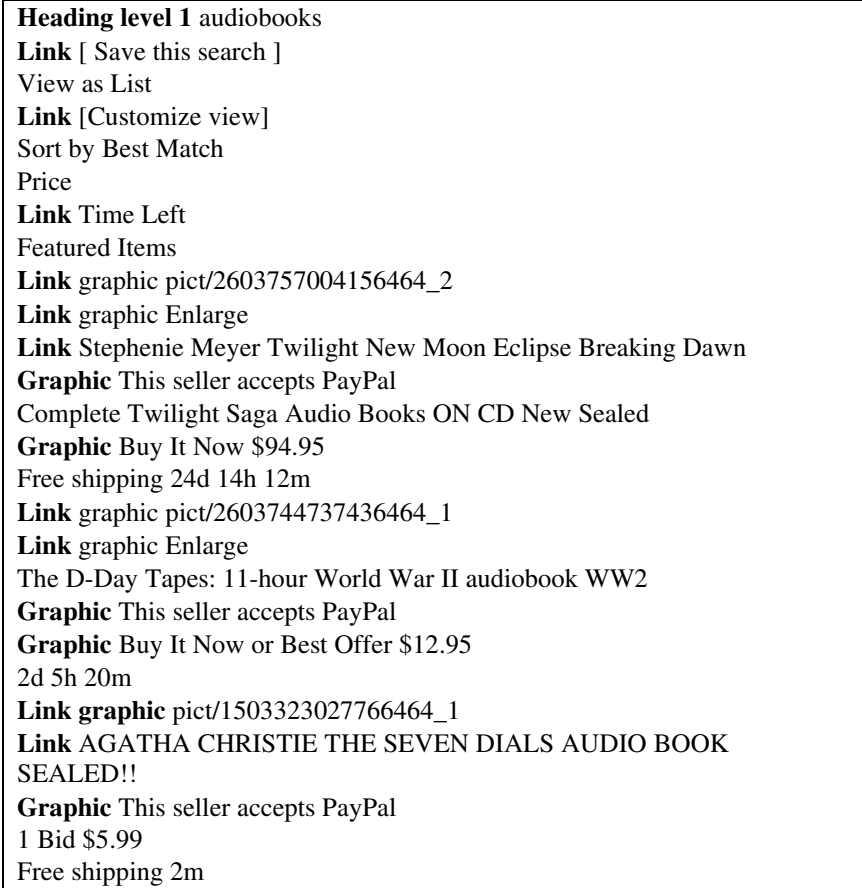 Heading level 1 audiobooks
Link [ Save this search ]
View as List
Link [Customize view]
Sort by Best Match
Price
Link Time Left
Featured Items
Link graphic pict/2603757004156464_2
Link graphic Enlarge
Link Stephenie Meyer Twilight New Moon Eclipse Breaking Dawn
Graphic This seller accepts PayPal
Complete Twilight Saga Audio Books ON CD New Sealed
Graphic Buy It Now $94.95
Free shipping 24d 14h 12m
Link graphic pict/2603744737436464_1
Link graphic Enlarge
The D-Day Tapes: 11-hour World War II audiobook WW2
Graphic This seller accepts PayPal
Graphic Buy It Now or Best Offer $12.95
2d 5h 20m
Link graphic pict/1503323027766464_1
Link AGATHA CHRISTIE THE SEVEN DIALS AUDIO BOOK
SEALED!!
Graphic This seller accepts PayPal
1 Bid $5.99
Free shipping 2m